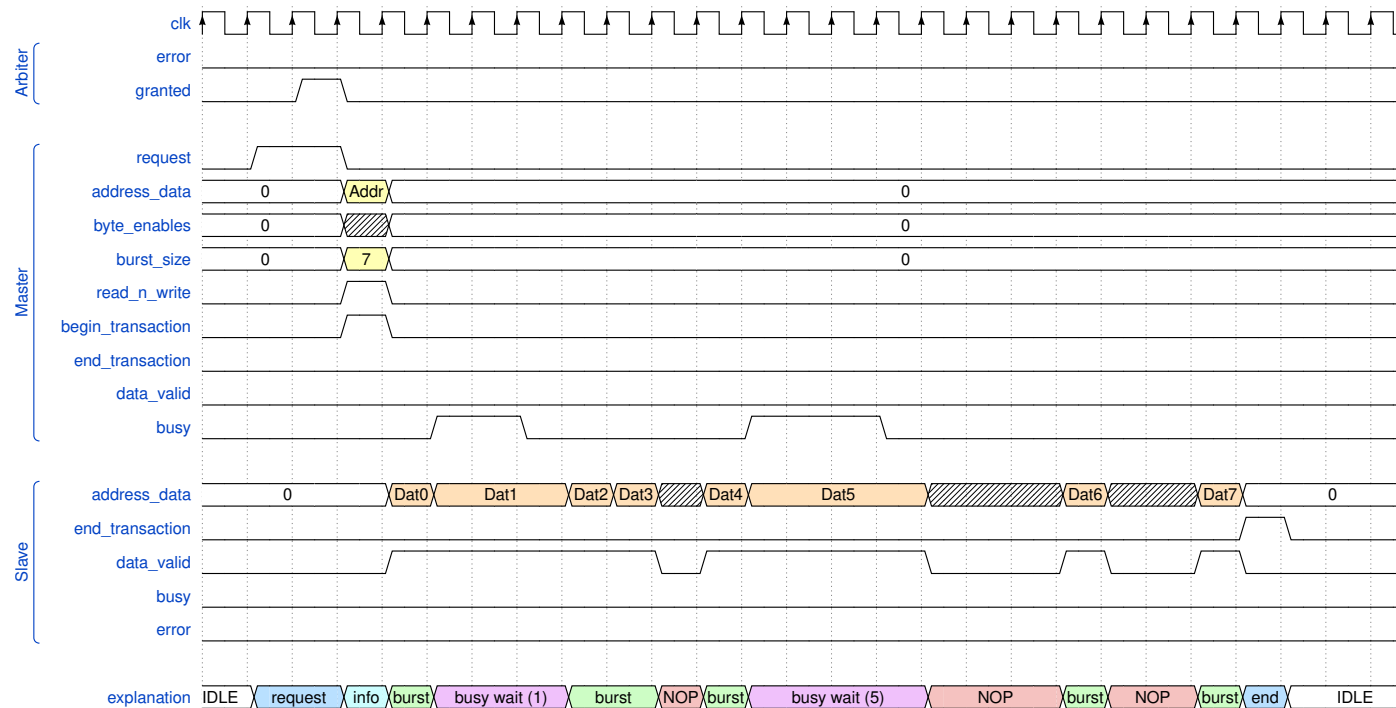 clk
Arbiter
error
granted
Master
request
address_data 0 Addr 0
byte_enables 0 0
burst_size 0 7 0
read_n_write
begin_transaction
end_transaction
data_valid
busy
Slave
address_data 0 Dat0 Dat1 Dat2 Dat3 Dat4 Dat5 Dat6 Dat7 0
end_transaction
data_valid
busy
error
explanation IDLE request info burst busy wait (1) burst NOP burst busy wait (5) NOP burst NOP burst end IDLE